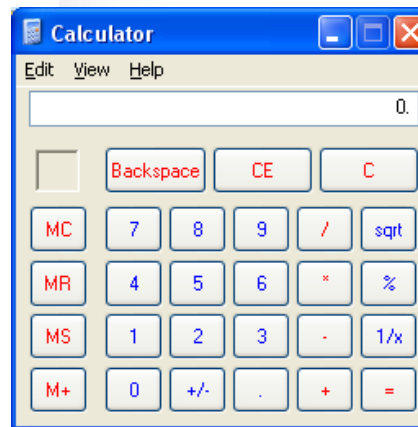 Calculator
Edit View Help
0.
Backspace CE C
MC 7 8 9 / sqrt
MR 4 5 6 * %
MS 1 2 3 - 1/x
M+ 0 +/- . + =